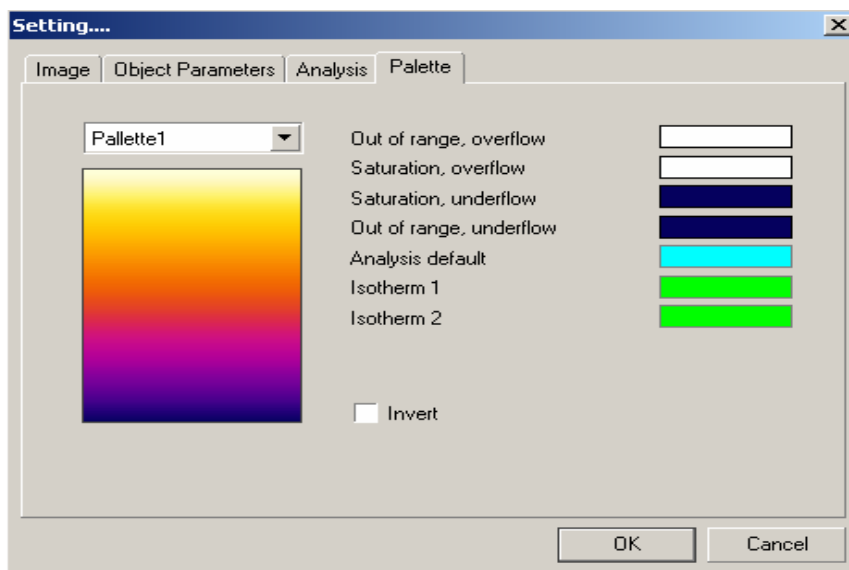 Setting....
Image Object Parameters Analysis Palette
Pallette1
Out of range, overflow
Saturation, overflow
Saturation, underflow
Out of range, underflow
Analysis default
Isotherm 1
Isotherm 2
Invert
OK Cancel